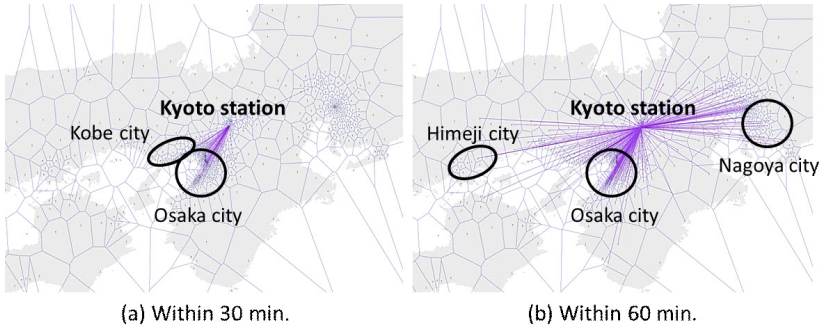 Kyoto station
Kobe city
Osaka city
(a) Within 30 min.
Kyoto station
Himeji city
Nagoya city
Osaka city
(b) Within 60 min.